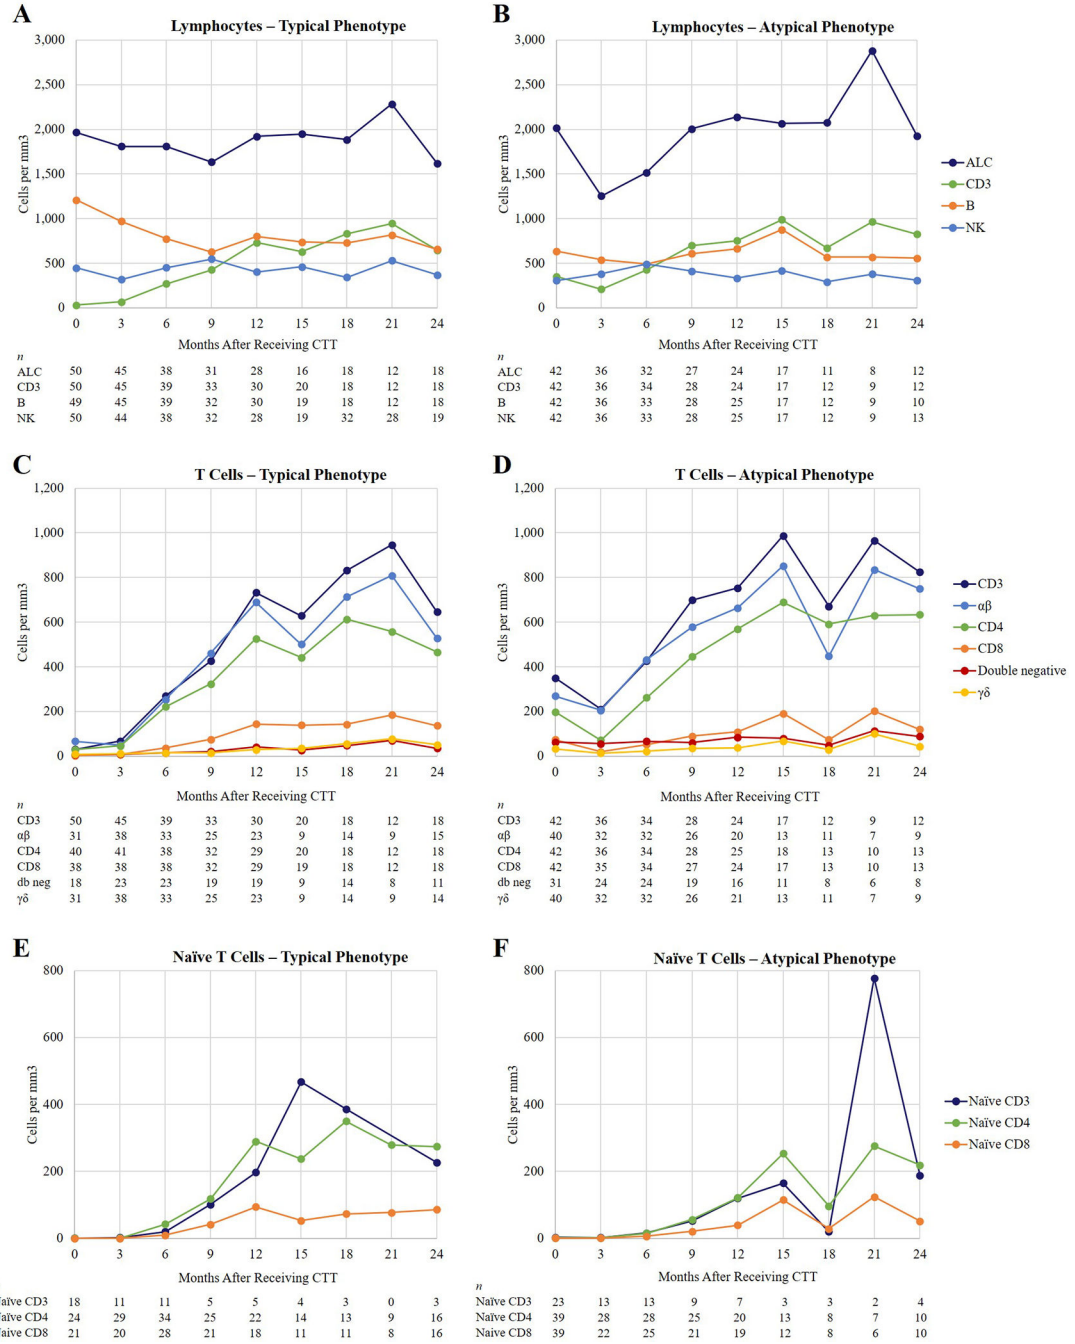 A
Lymphocytes – Typical Phenotype
3,000
2,500
2,000
1,500
1,000
500
0
Cells per mm3
0 3 6 9 12 15 18 21 24
Months After Receiving CTT
n
ALC 50 45 38 31 28 16 18 12 18
CD3 50 45 39 33 30 20 18 12 18
B 49 45 39 32 30 19 18 12 18
NK 50 44 38 32 28 19 32 28 19
B
Lymphocytes – Atypical Phenotype
3,000
2,500
2,000
1,500
1,000
500
0
Cells per mm3
0 3 6 9 12 15 18 21 24
Months After Receiving CTT
ALC
CD3
B
NK
n
ALC 42 36 32 27 24 17 11 8 12
CD3 42 36 34 28 24 17 12 9 12
B 42 36 33 28 25 17 12 9 10
NK 42 36 33 28 25 17 12 9 13
C
T Cells – Typical Phenotype
1,200
1,000
800
600
400
200
0
Cells per mm3
0 3 6 9 12 15 18 21 24
Months After Receiving CTT
n
CD3 50 45 39 33 30 20 18 12 18
αβ 31 38 33 25 23 9 14 9 15
CD4 40 41 38 32 29 20 18 12 18
CD8 38 38 38 32 29 19 18 12 18
db neg 18 23 23 19 19 9 14 8 11
γδ 31 38 33 25 23 9 14 9 14
D
T Cells – Atypical Phenotype
1,200
1,000
800
600
400
200
0
Cells per mm3
0 3 6 9 12 15 18 21 24
Months After Receiving CTT
CD3
αβ
CD4
CD8
Double negative
γδ
n
CD3 42 36 34 28 24 17 12 9 12
αβ 40 32 32 26 20 13 11 7 9
CD4 42 36 34 28 25 18 13 10 13
CD8 42 35 34 27 24 17 13 10 13
db neg 31 24 24 19 16 11 8 6 8
γδ 40 32 32 26 21 13 11 7 9
E
Naïve T Cells – Typical Phenotype
800
600
400
200
0
Cells per mm3
0 3 6 9 12 15 18 21 24
Months After Receiving CTT
Naïve CD3 18 11 11 5 5 4 3 0 3
Naïve CD4 24 29 34 25 22 14 13 9 16
Naive CD8 21 20 28 21 18 11 11 8 16
F
Naïve T Cells – Atypical Phenotype
800
600
400
200
0
Cells per mm3
0 3 6 9 12 15 18 21 24
Months After Receiving CTT
Naïve CD3
Naïve CD4
Naïve CD8
n
Naïve CD3 23 13 13 9 7 3 3 2 4
Naïve CD4 39 28 28 25 20 13 8 7 10
Naive CD8 39 22 25 21 19 12 8 6 10